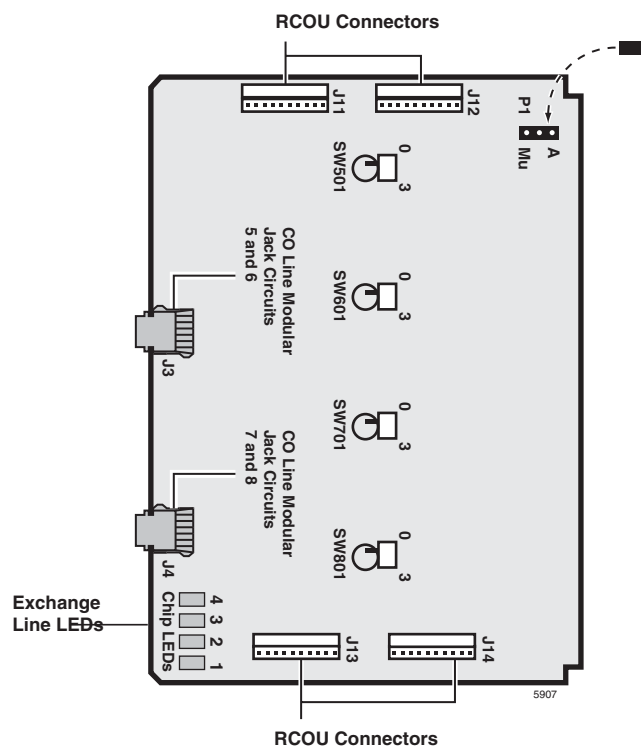 RCOU Connectors
J11
J12
P1
Mu
A
SW501
0
3
CO Line Modular
Jack Circuits
5 and 6
SW601
0
3
J3
CO Line Modular
Jack Circuits
7 and 8
SW701
0
3
J4
SW801
0
3
Exchange
Line LEDs
Chip LEDs
4
3
2
1
J13
J14
5907
RCOU Connectors